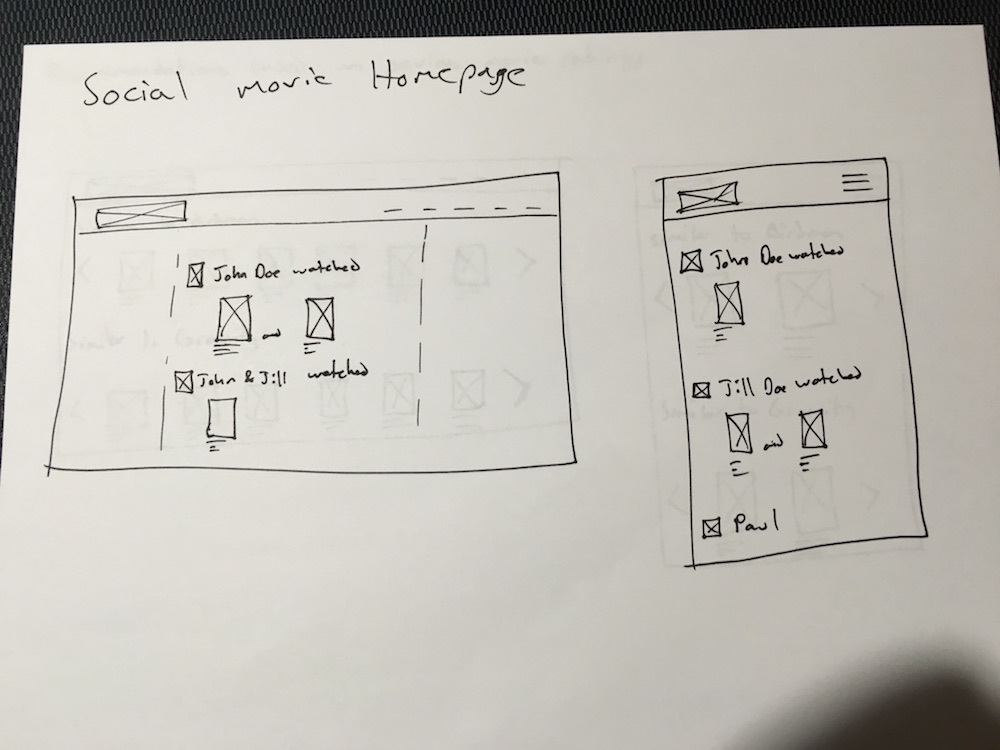 Social movie Homepage
John Doe watched
and
John & Jill watched
John Doe watched
Jill Doe watched
and
Paul